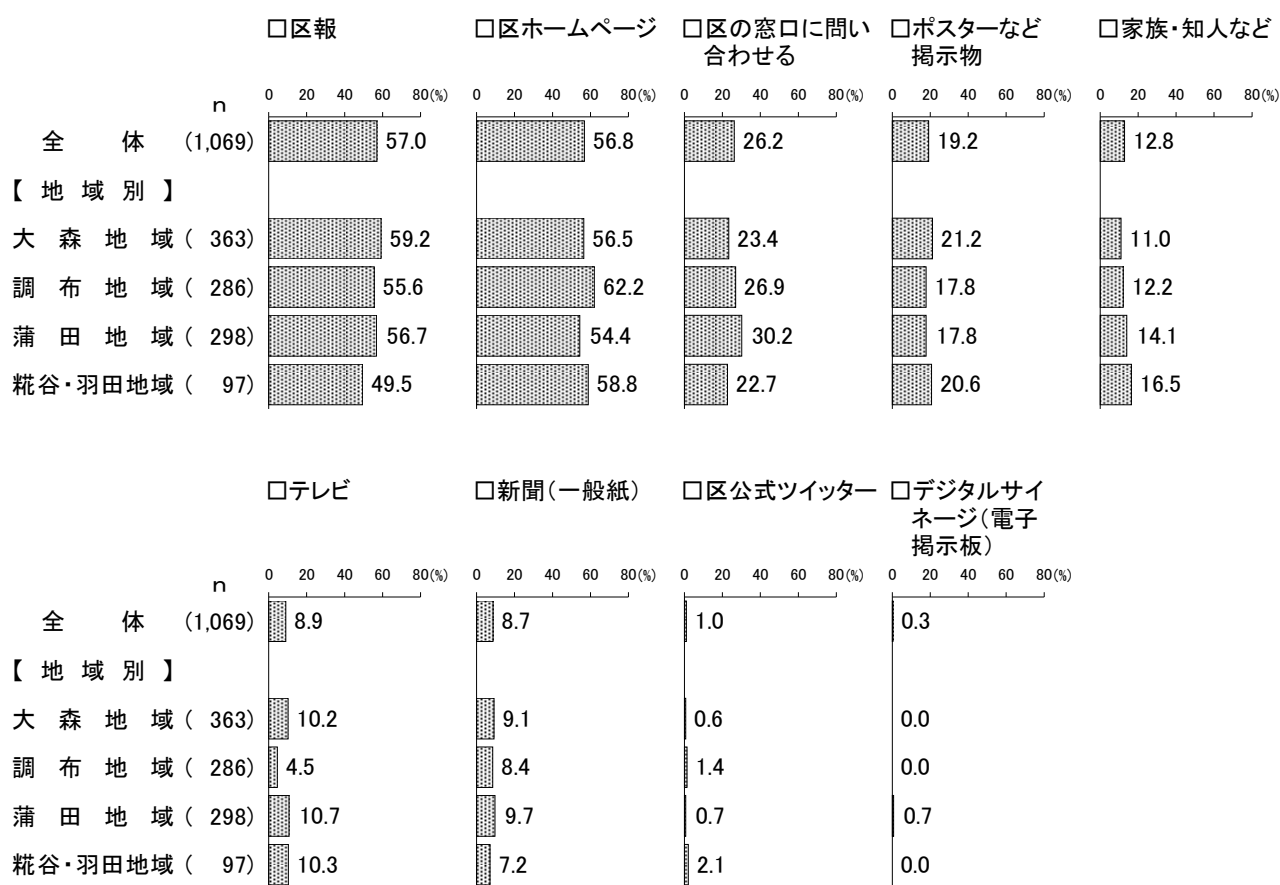 □区報 □区ホームページ □区の窓口に問い合わせる □ポスターなど掲示物 □家族・知人など
n 0 20 40 60 80(%) 0 20 40 60 80(%) 0 20 40 60 80(%) 0 20 40 60 80(%) 0 20 40 60 80(%)
全体 (1,069) 57.0 56.8 26.2 19.2 12.8
【地域別】
大森地域( 363) 59.2 56.5 23.4 21.2 11.0
調布地域( 286) 55.6 62.2 26.9 17.8 12.2
蒲田地域( 298) 56.7 54.4 30.2 17.8 14.1
糀谷・羽田地域( 97) 49.5 58.8 22.7 20.6 16.5
□テレビ □新聞(一般紙) □区公式ツイッター □デジタルサイネージ(電子掲示板)
n 0 20 40 60 80(%) 0 20 40 60 80(%) 0 20 40 60 80(%) 0 20 40 60 80(%)
全体 (1,069) 8.9 8.7 1.0 0.3
【地域別】
大森地域( 363) 10.2 9.1 0.6 0.0
調布地域( 286) 4.5 8.4 1.4 0.0
蒲田地域( 298) 10.7 9.7 0.7 0.7
糀谷・羽田地域( 97) 10.3 7.2 2.1 0.0